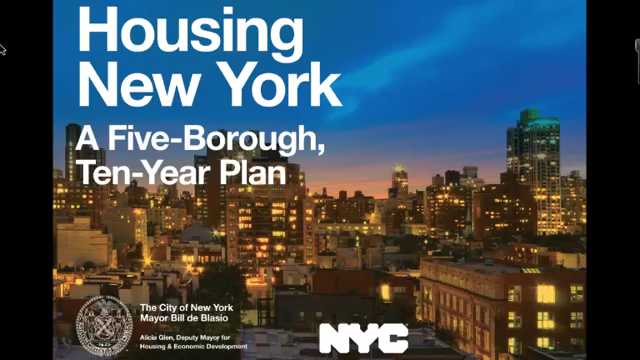 Housing
New York
A Five-Borough,
Ten-Year Plan
The City of New York
Mayor Bill de Blasio
Alicia Glen, Deputy Mayor for
Housing & Economic Development
NYC